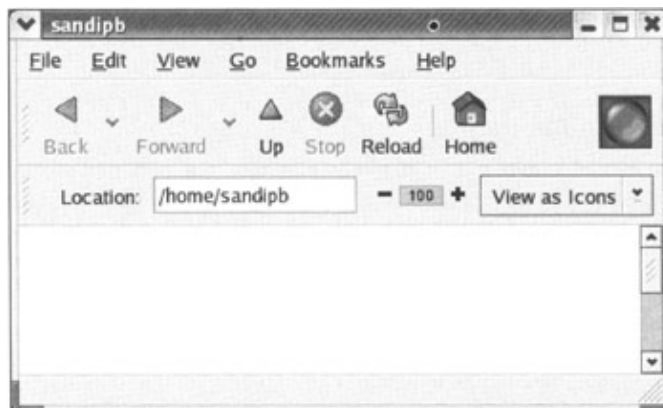 sandipb
File Edit View Go Bookmarks Help
Back Forward Up Stop Reload Home
Location: /home/sandipb 100 View as Icons